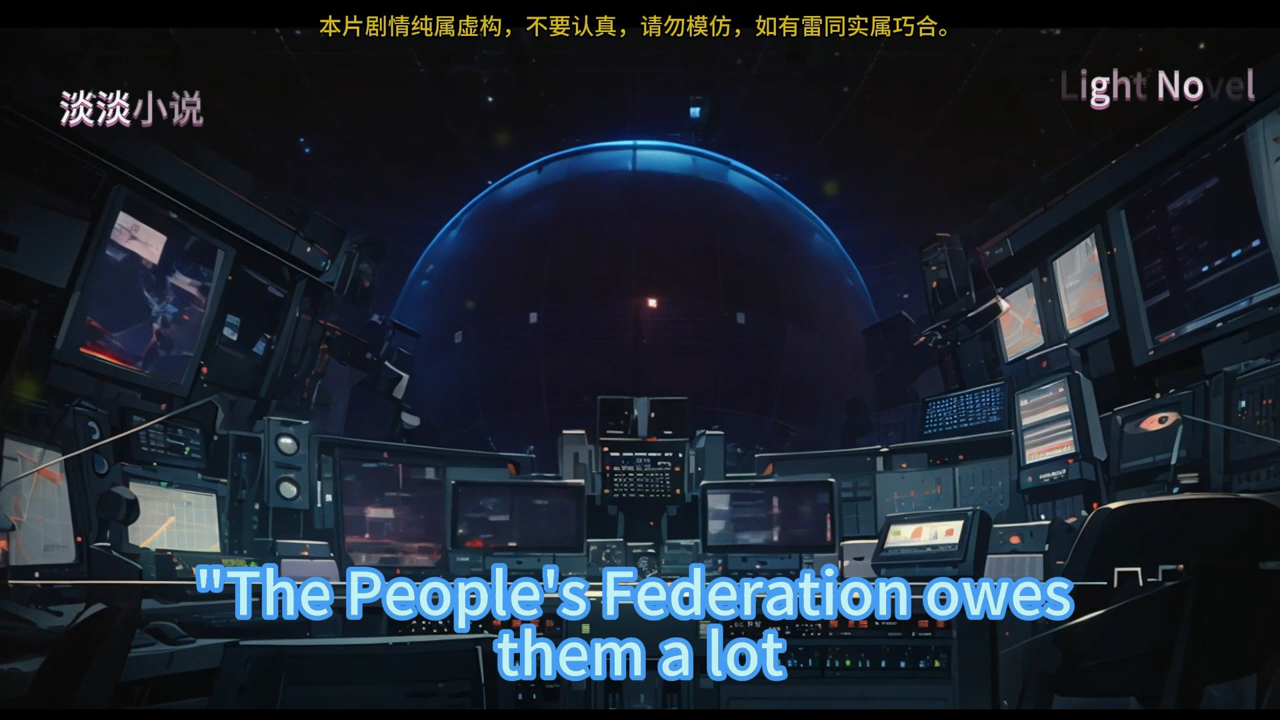 本片剧情纯属虚构，不要认真，请勿模仿，如有雷同实属巧合。
淡淡小说
Light Novel
"The People's Federation owes
them a lot